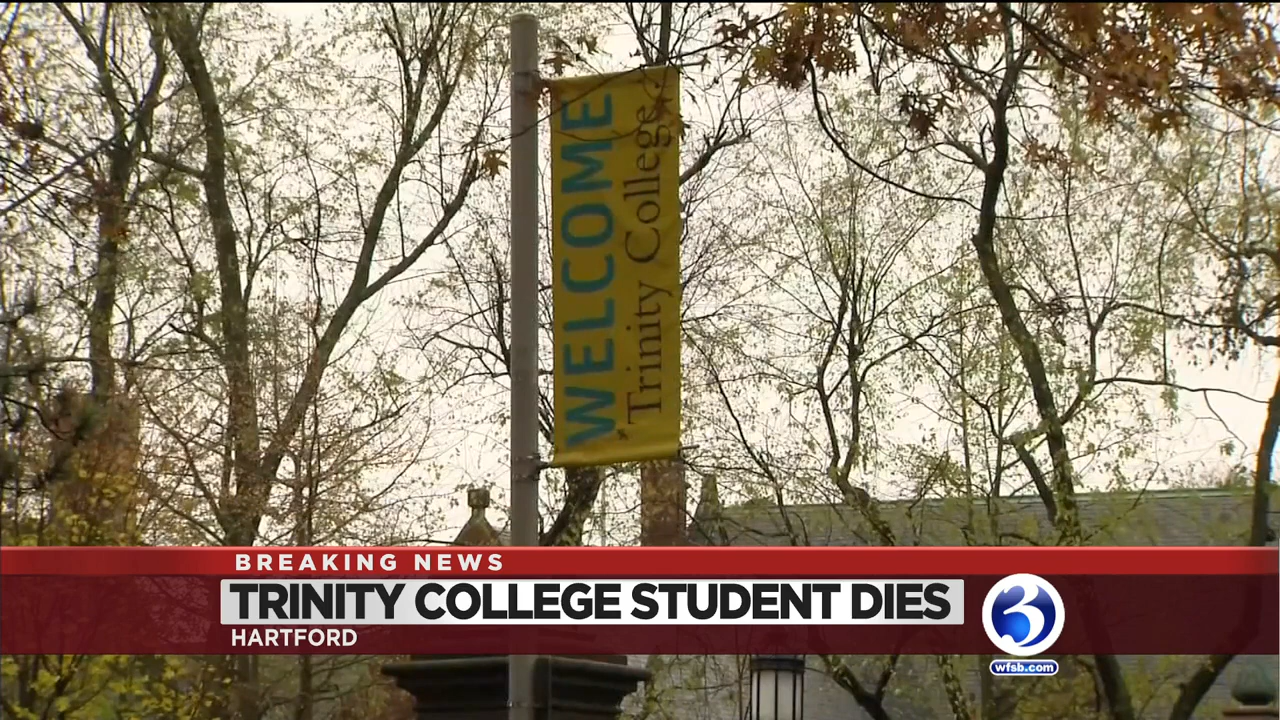 WELCOME
Trinity College
BREAKING NEWS
TRINITY COLLEGE STUDENT DIES
HARTFORD
3
wfsb.com